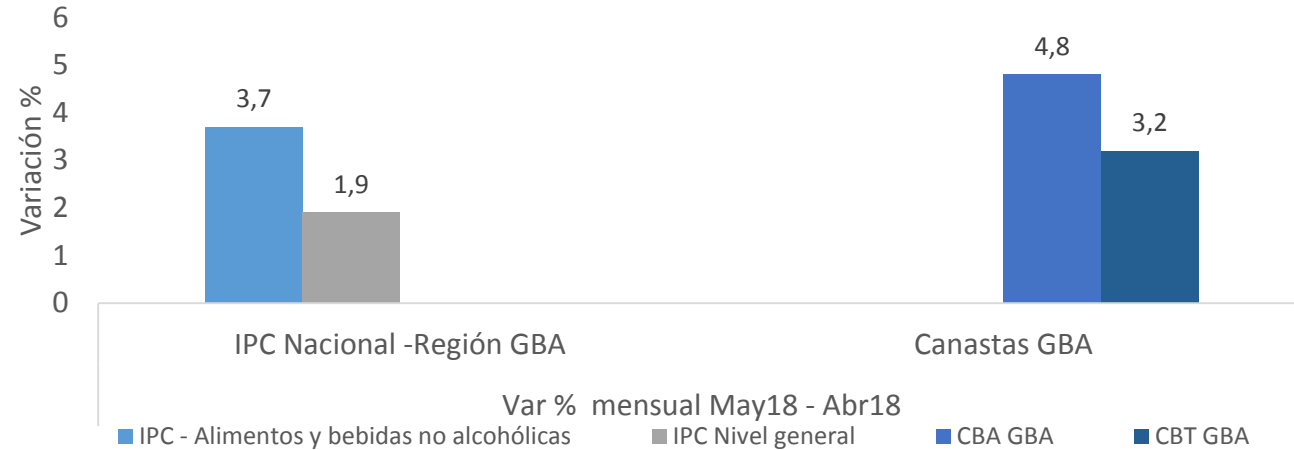 6
5
4
3
2
1
0
Variación %
3,7
1,9
4,8
3,2
IPC Nacional -Región GBA
Canastas GBA
Var %  mensual May18 - Abr18
IPC - Alimentos y bebidas no alcohólicas
IPC Nivel general
CBA GBA
CBT GBA